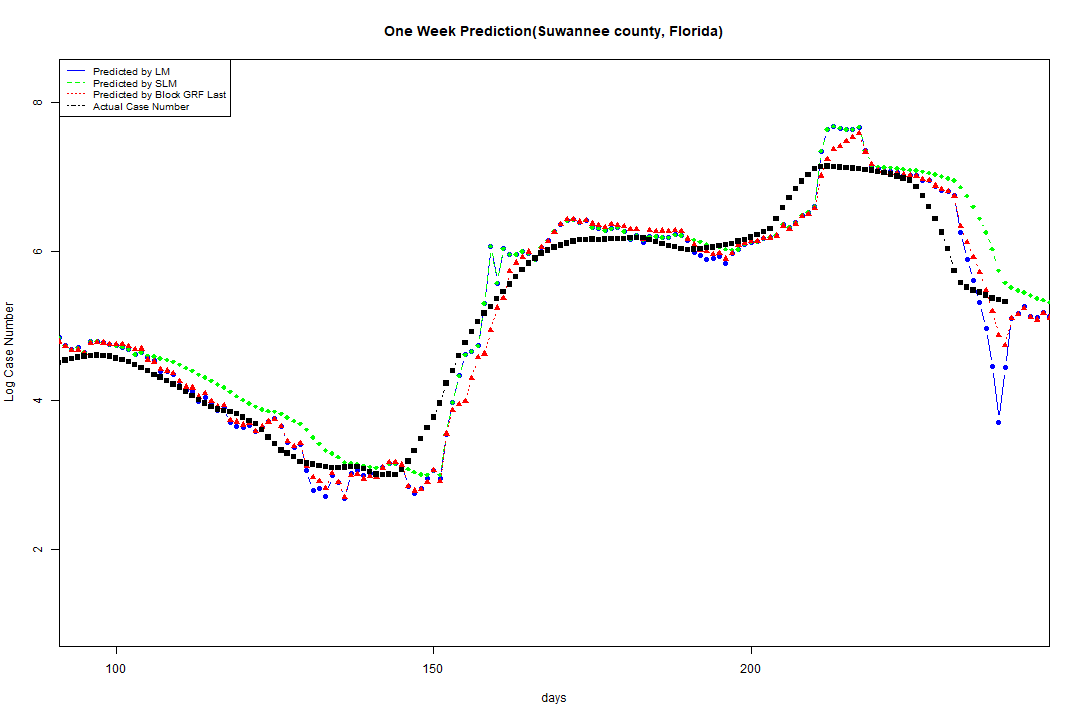 One Week Prediction(Suwannee county, Florida)
Predicted by LM
Predicted by SLM
Predicted by Block GRF Last
Actual Case Number
8
6
4
2
Log Case Number
100 150 200
days